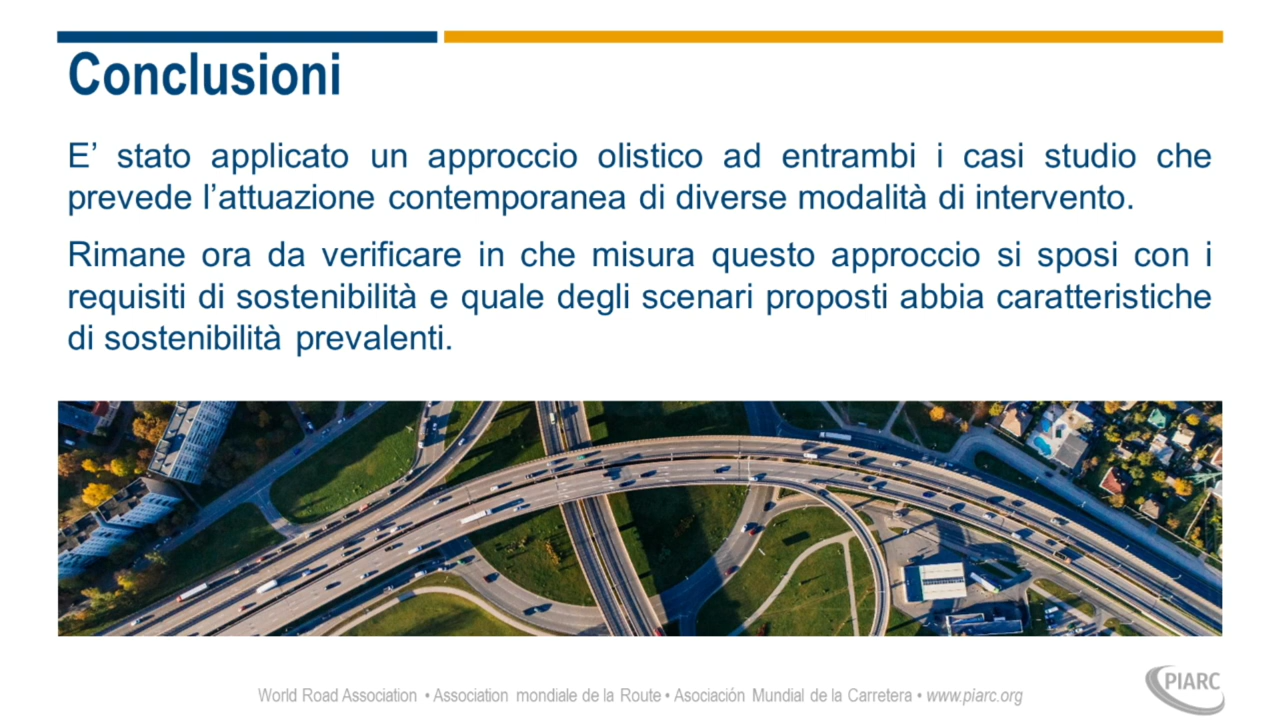 Conclusioni
E’ stato applicato un approccio olistico ad entrambi i casi studio che
prevede l’attuazione contemporanea di diverse modalità di intervento.
Rimane ora da verificare in che misura questo approccio si sposi con i
requisiti di sostenibilità e quale degli scenari proposti abbia caratteristiche
di sostenibilità prevalenti.
World Road Association • Association mondiale de la Route • Asociación Mundial de la Carretera • www.piarc.org
PIARC